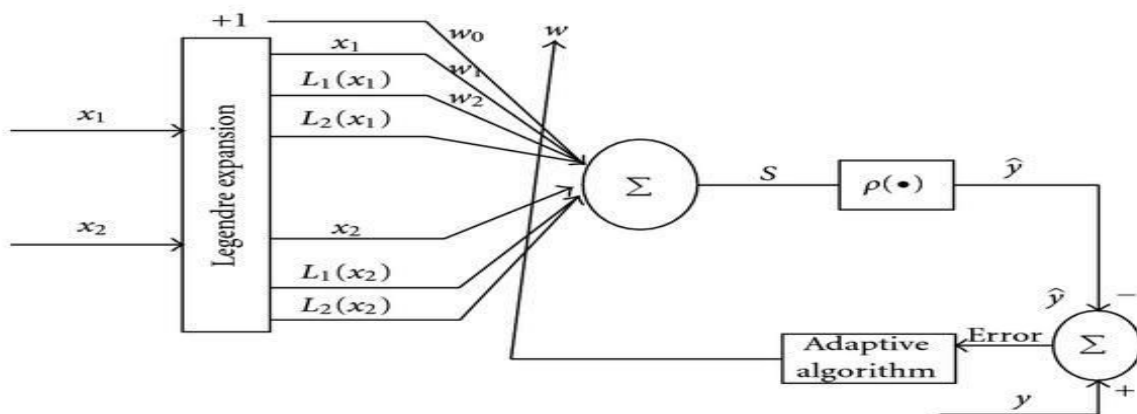 +1
w₀
w
x₁
w₁
L₁(x₁)
w₂
x₁
L₂(x₁)
Legendre expansion
Σ
S
ρ(•)
ŷ
x₂
x₂
L₁(x₂)
L₂(x₂)
ŷ
−
Adaptive
algorithm
Error
Σ
+
y